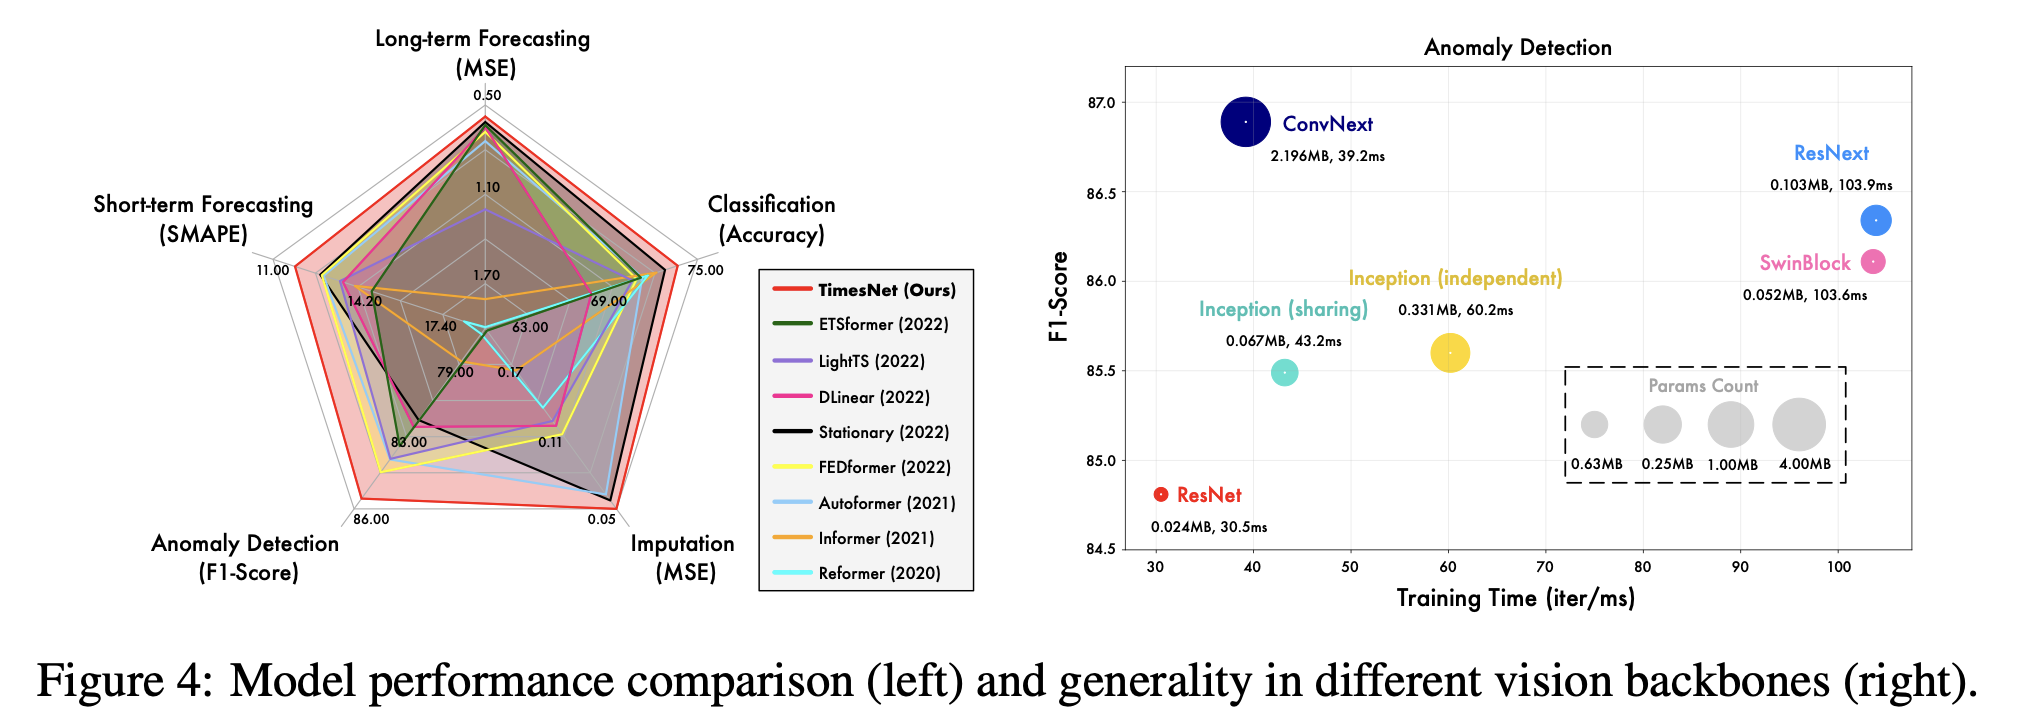 Long-term Forecasting
(MSE)
0.50
1.10
1.70
Short-term Forecasting
(SMAPE)
11.00
14.20
17.40
Classification
(Accuracy)
75.00
69.00
63.00
79.00
83.00
86.00
Anomaly Detection
(F1-Score)
0.17
0.11
0.05
Imputation
(MSE)
TimesNet (Ours)
ETSformer (2022)
LightTS (2022)
DLinear (2022)
Stationary (2022)
FEDformer (2022)
Autoformer (2021)
Informer (2021)
Reformer (2020)
Anomaly Detection
F1-Score
87.0
86.5
86.0
85.5
85.0
84.5
ConvNext
2.196MB, 39.2ms
ResNext
0.103MB, 103.9ms
SwinBlock
0.052MB, 103.6ms
Inception (independent)
0.331MB, 60.2ms
Inception (sharing)
0.067MB, 43.2ms
Params Count
0.63MB
0.25MB
1.00MB
4.00MB
ResNet
0.024MB, 30.5ms
30
40
50
60
70
80
90
100
Training Time (iter/ms)
Figure 4: Model performance comparison (left) and generality in different vision backbones (right).